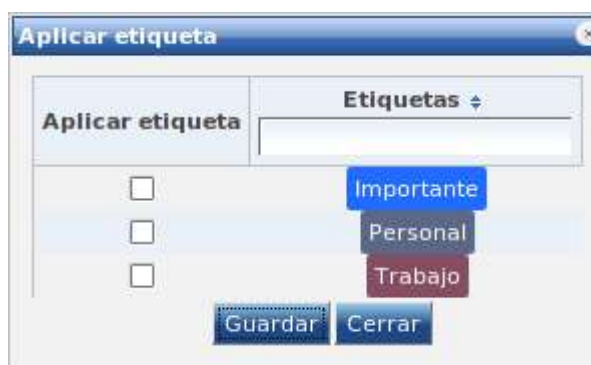 Aplicar etiqueta
Aplicar etiqueta
Etiquetas
Importante
Personal
Trabajo
Guardar Cerrar